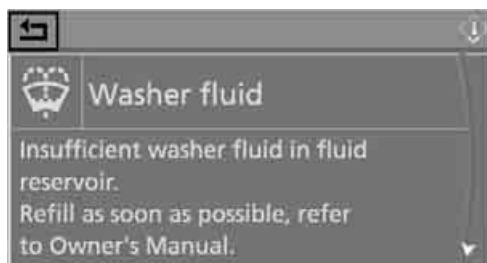 Washer fluid
Insufficient washer fluid in fluid
reservoir.
Refill as soon as possible, refer
to Owner's Manual.